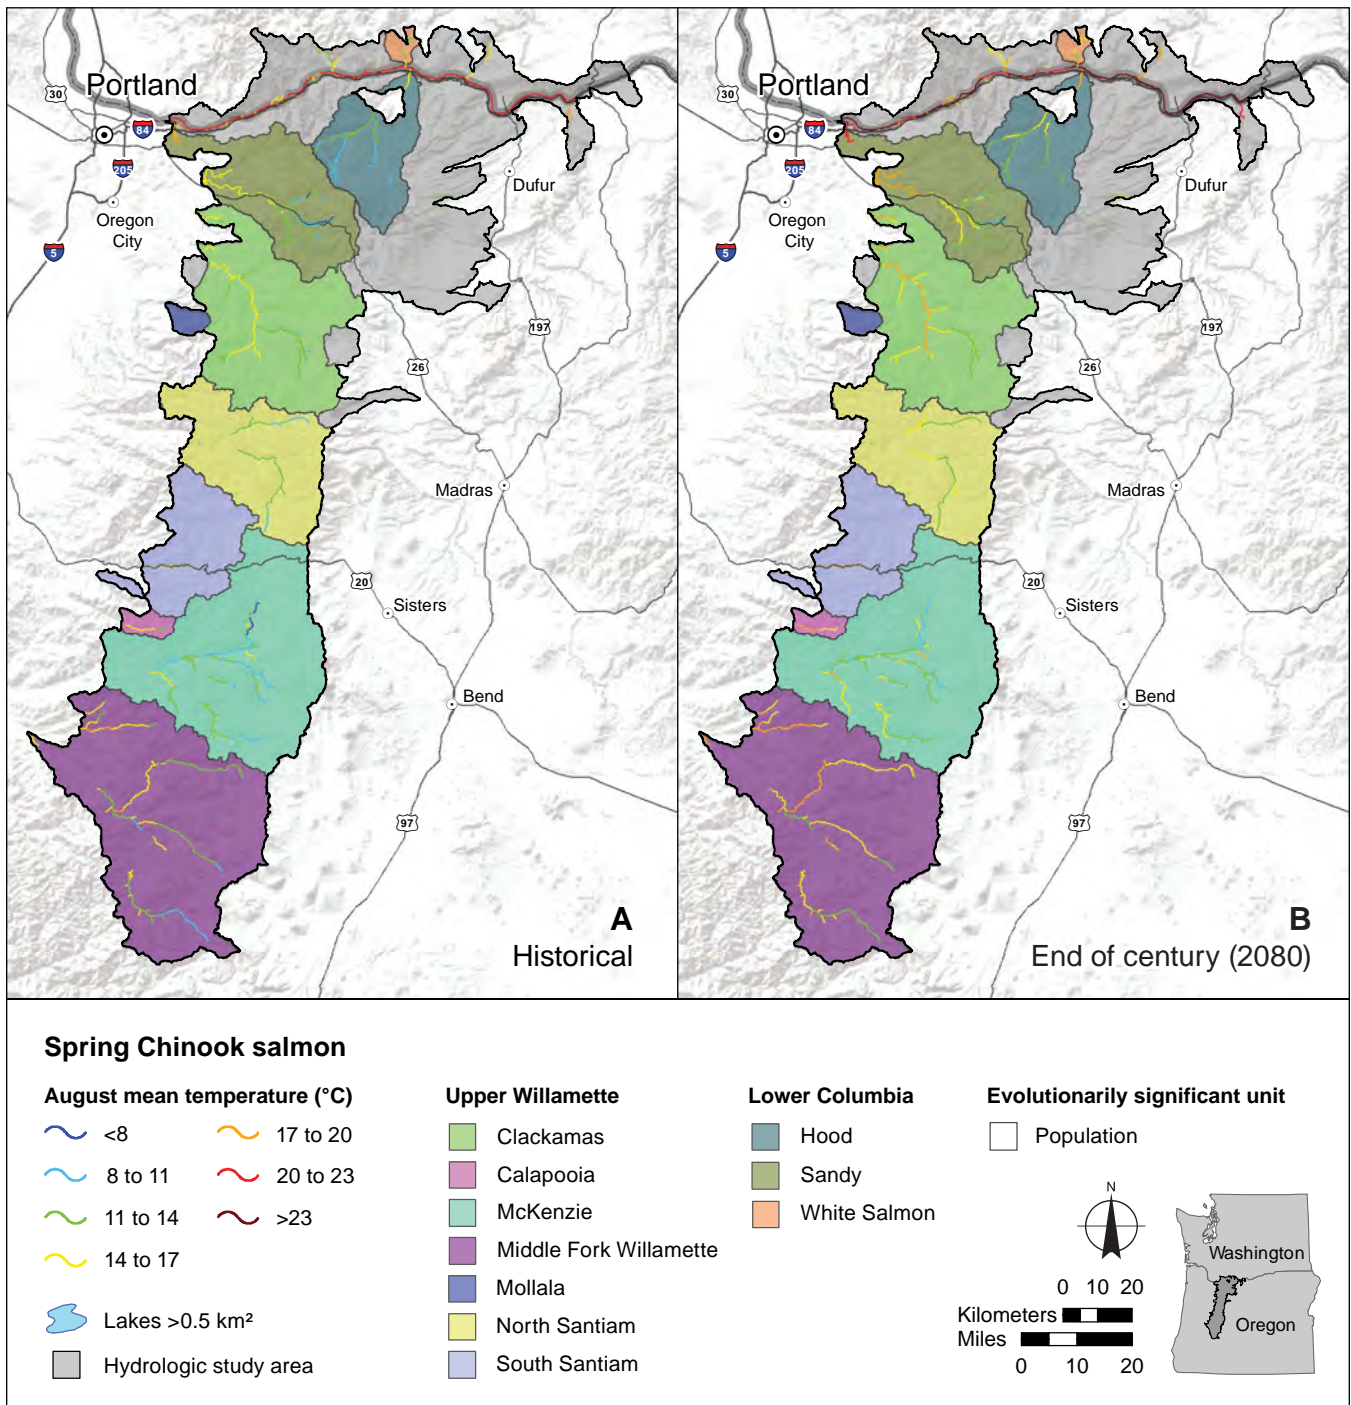 Portland
30
84
205
Oregon
City
5
Dufur
197
26
Madras
20
Sisters
Bend
97
A
Historical
Portland
30
84
205
Oregon
City
5
Dufur
197
26
Madras
20
Sisters
Bend
97
B
End of century (2080)
Spring Chinook salmon
August mean temperature (°C)
<8
8 to 11
11 to 14
14 to 17
17 to 20
20 to 23
>23
Lakes >0.5 km²
Hydrologic study area
Upper Willamette
Clackamas
Calapooia
McKenzie
Middle Fork Willamette
Mollala
North Santiam
South Santiam
Lower Columbia
Hood
Sandy
White Salmon
Evolutionarily significant unit
Population
N
0 10 20
Kilometers
Miles
0 10 20
Washington
Oregon